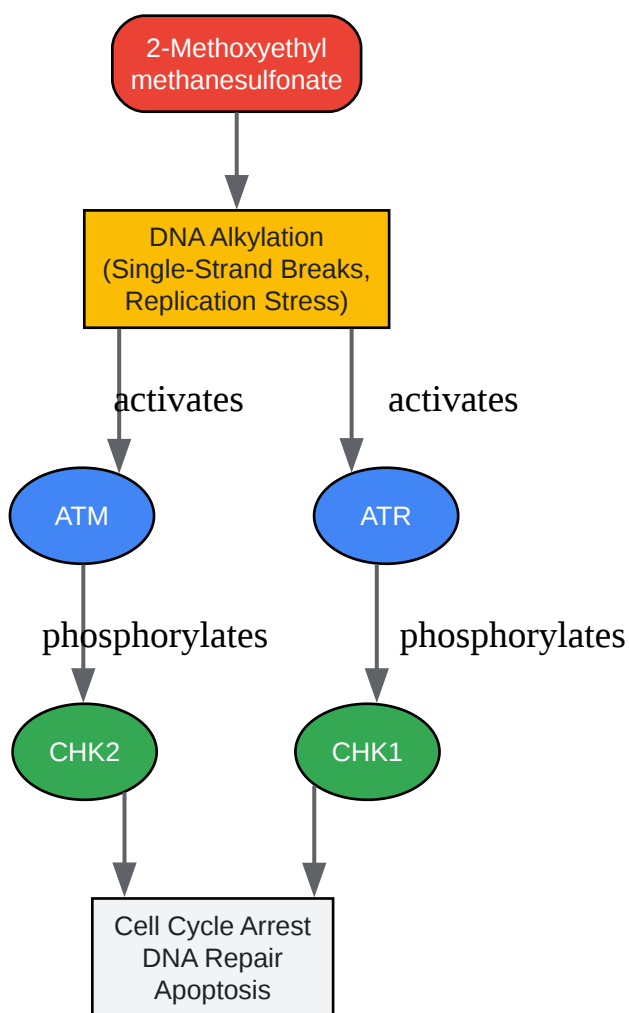 2-Methoxyethyl
methanesulfonate
DNA Alkylation
(Single-Strand Breaks,
Replication Stress)
activates
activates
ATM
ATR
phosphorylates
phosphorylates
CHK2
CHK1
Cell Cycle Arrest
DNA Repair
Apoptosis